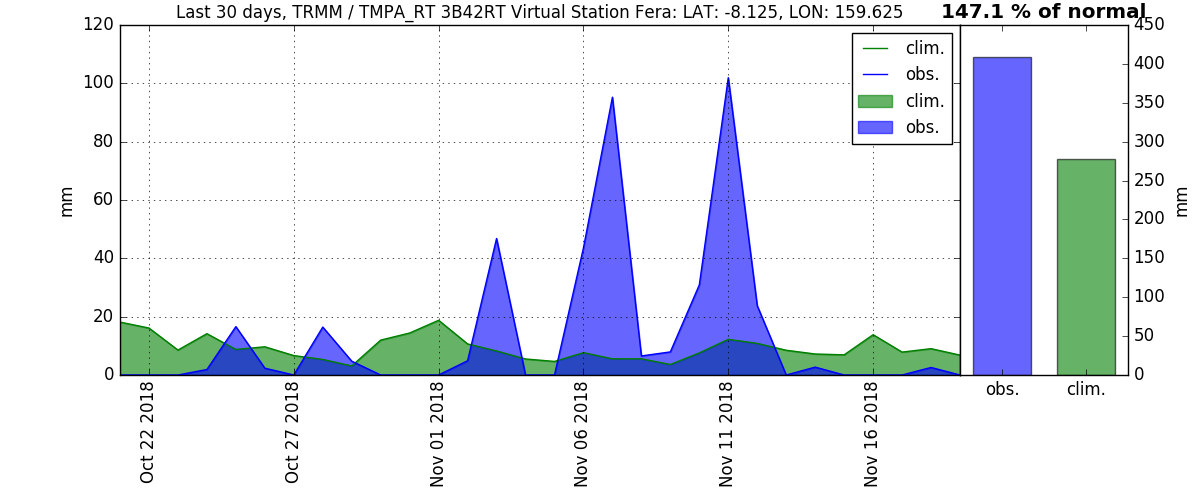 Last 30 days, TRMM / TMPA_RT 3B42RT Virtual Station Fera: LAT: -8.125, LON: 159.625
147.1 % of normal
120
100
80
60
40
20
0
mm
clim.
obs.
clim.
obs.
Oct 22 2018
Oct 27 2018
Nov 01 2018
Nov 06 2018
Nov 11 2018
Nov 16 2018
450
400
350
300
250
200
150
100
50
0
mm
obs.
clim.